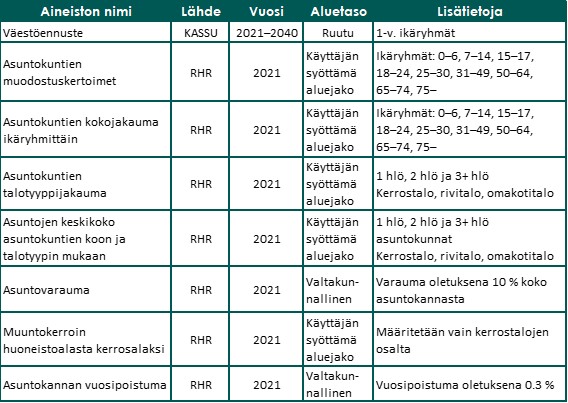 Aineiston nimi Lähde Vuosi Aluetaso Lisätietoja
Väestöennuste KASSU 2021–2040 Ruutu 1-v. ikäryhmät
Asuntokuntien
muodostuskertoimet
RHR
2021
Käyttäjän
syöttämä
aluejako
Ikäryhmät: 0–6, 7–14, 15–17,
18–24, 25–30, 31–49, 50–64,
65–74, 75–
Asuntokuntien kokojakauma
ikäryhmittäin
RHR
2021
Käyttäjän
syöttämä
aluejako
Ikäryhmät: 0–6, 7–14, 15–17,
18–24, 25–30, 31–49, 50–64,
65–74, 75–
Asuntokuntien
talotyyppijakauma
RHR
2021
Käyttäjän
syöttämä
aluejako
1 hlö, 2 hlö ja 3+ hlö
Kerrostalo, rivitalo, omakotitalo
Asuntojen keskikoko
asuntokuntien koon ja
talotyypin mukaan
RHR
2021
Käyttäjän
syöttämä
aluejako
1 hlö, 2 hlö ja 3+ hlö
asuntokunnat
Kerrostalo, rivitalo, omakotitalo
Asuntovarauma
RHR
2021
Valtakun-
nallinen
Varauma oletuksena 10 % koko
asuntokannasta
Muuntokerroin
huoneistoalasta kerrosalaksi
RHR
2021
Käyttäjän
syöttämä
aluejako
Määritetään vain kerrostalojen
osalta
Asuntokannan vuosipoistuma
RHR
2021
Valtakun-
nallinen
Vuosipoistuma oletuksena 0.3 %